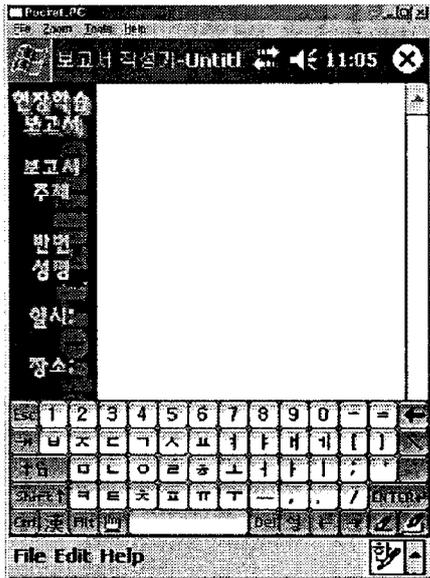 Pocket_PC
File Zoom Tools Help
보고서 작성기-Untitl 11:05
현장학습
보고서
보고서
주제
반번
성명
일시:
장소:
Esc 1 2 3 4 5 6 7 8 9 0 - =
ㅂ ㅈ ㄷ ㄱ ㅅ ㅛ ㅕ ㅑ ㅐ ㅔ [ ]
ㅁ ㄴ ㅇ ㄹ ㅎ ㅗ ㅓ ㅏ ㅣ ; '
Shift ㅋ ㅌ ㅊ ㅍ ㅠ ㅜ ㅡ , . / ENTER
Ctrl 漢 Alt Del
File Edit Help